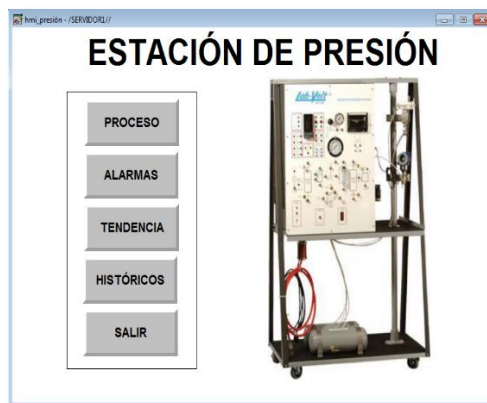 hmi_presión - /SERVIDOR1//
ESTACIÓN DE PRESIÓN
PROCESO
ALARMAS
TENDENCIA
HISTÓRICOS
SALIR
Lab-Volt